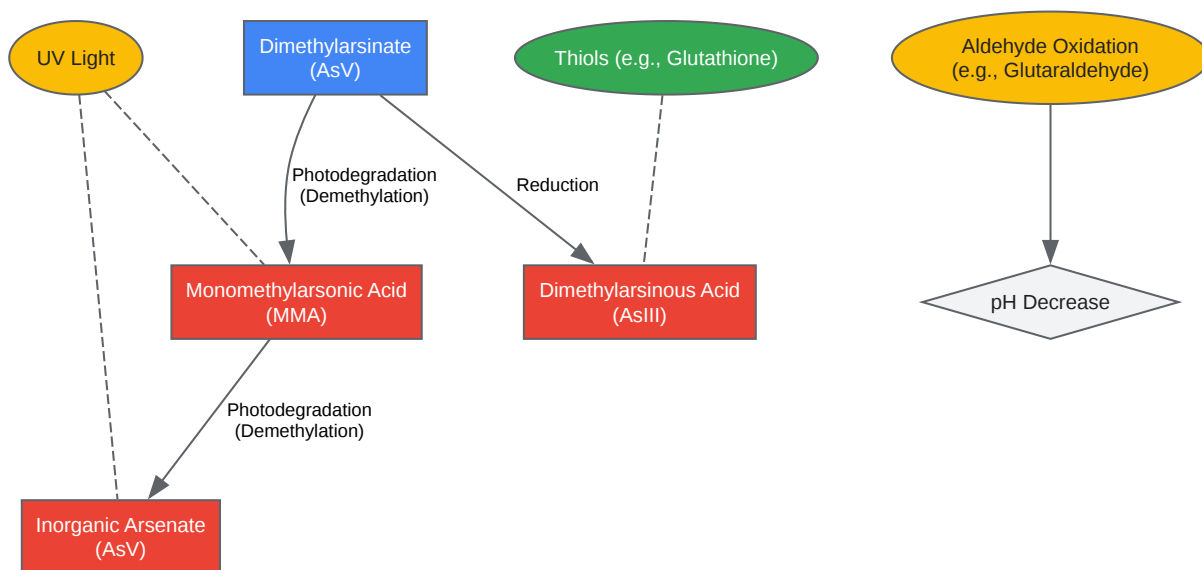 UV Light
Dimethylarsinate
(AsV)
Thiols (e.g., Glutathione)
Aldehyde Oxidation
(e.g., Glutaraldehyde)
Photodegradation
(Demethylation)
Reduction
Monomethylarsonic Acid
(MMA)
Dimethylarsinous Acid
(AsIII)
pH Decrease
Photodegradation
(Demethylation)
Inorganic Arsenate
(AsV)